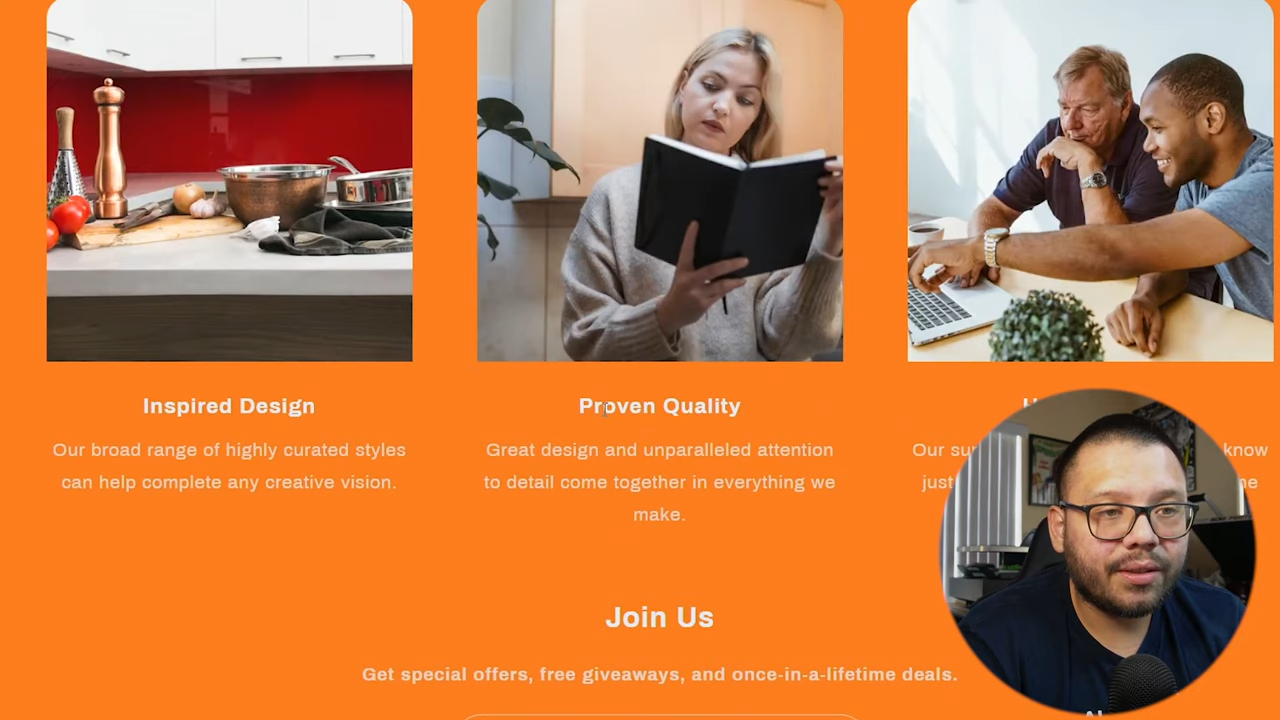 Inspired Design
Our broad range of highly curated styles
can help complete any creative vision.
Proven Quality
Great design and unparalleled attention
to detail come together in everything we
make.
Our know
just
Join Us
Get special offers, free giveaways, and once-in-a-lifetime deals.